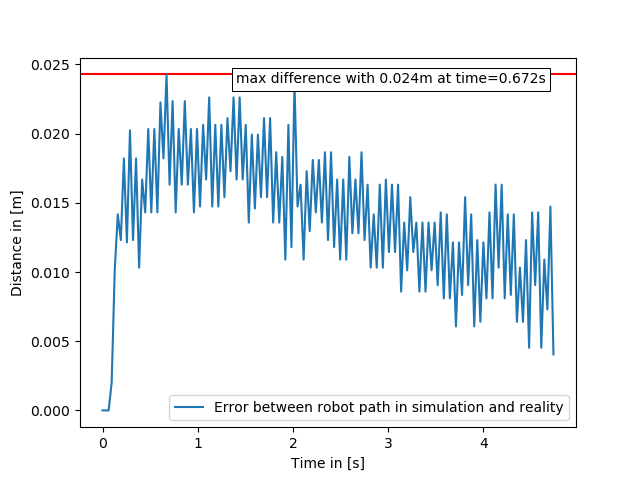 0.025
max difference with 0.024m at time=0.672s
0.020
0.015
Distance in [m]
0.010
0.005
0.000
Error between robot path in simulation and reality
0 1 2 3 4
Time in [s]